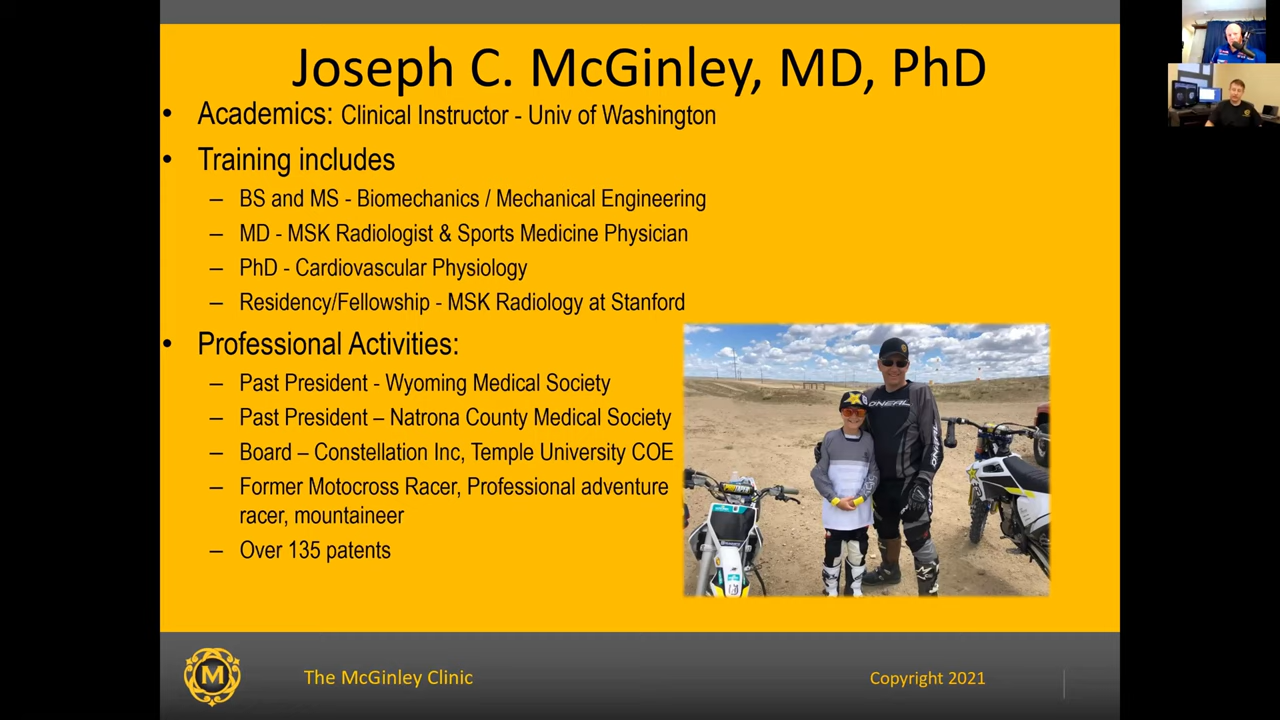 Joseph C. McGinley, MD, PhD
• Academics: Clinical Instructor - Univ of Washington
• Training includes
– BS and MS - Biomechanics / Mechanical Engineering
– MD - MSK Radiologist & Sports Medicine Physician
– PhD - Cardiovascular Physiology
– Residency/Fellowship - MSK Radiology at Stanford
• Professional Activities:
– Past President - Wyoming Medical Society
– Past President – Natrona County Medical Society
– Board – Constellation Inc, Temple University COE
– Former Motocross Racer, Professional adventure
racer, mountaineer
– Over 135 patents
ONEAL
ONEAL
M
The McGinley Clinic
Copyright 2021